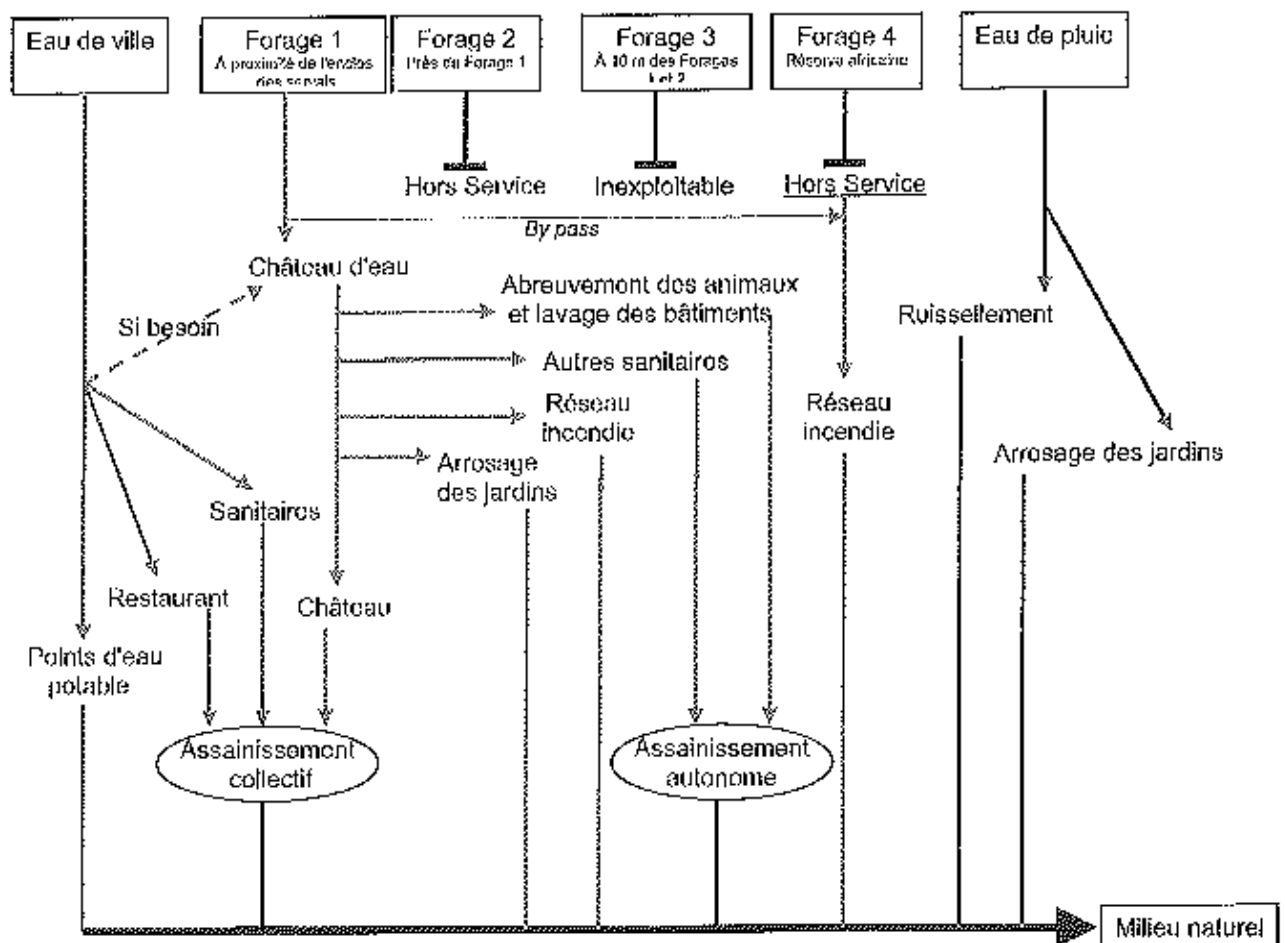 Eau de ville
Forage 1
À proximité de l'enclos
des servals
Forage 2
Près du Forage 1
Forage 3
À 10 m des Forages
1 et 2
Forage 4
Réserve africaine
Eau de pluie
Hors Service
Inexploitable
Hors Service
By pass
Château d'eau
Si besoin
Abreuvement des animaux
et lavage des bâtiments
Ruissellement
Autres sanitaires
Réseau
incendie
Réseau
incendie
Arrosage
des jardins
Arrosage des jardins
Sanitaires
Restaurant
Château
Points d'eau
potable
Assainissement
collectif
Assainissement
autonome
Milieu naturel